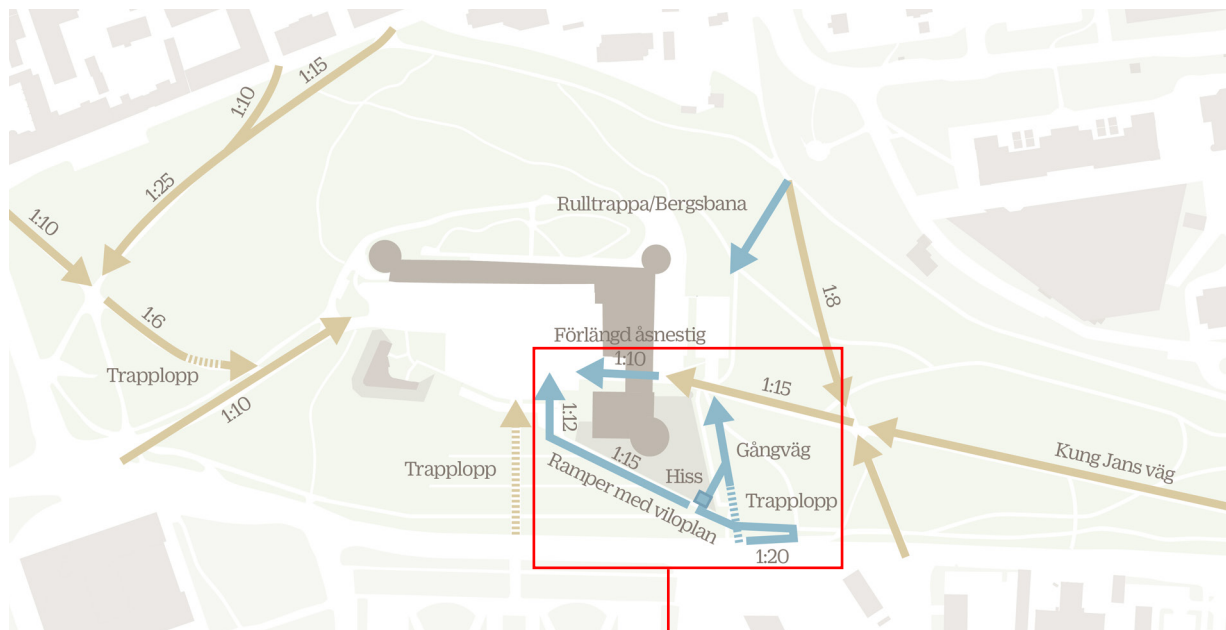 1:15
1:10
1:25
1:10
Rulltrappa/Bergsbana
1:8
1:6
Förlängd åsnestig
1:10
Trapplopp
1:15
1:10
1:12
Gångväg
Kung Jans väg
1:15
Trapplopp
Hiss
Ramper med viloplan
Trapplopp
1:20